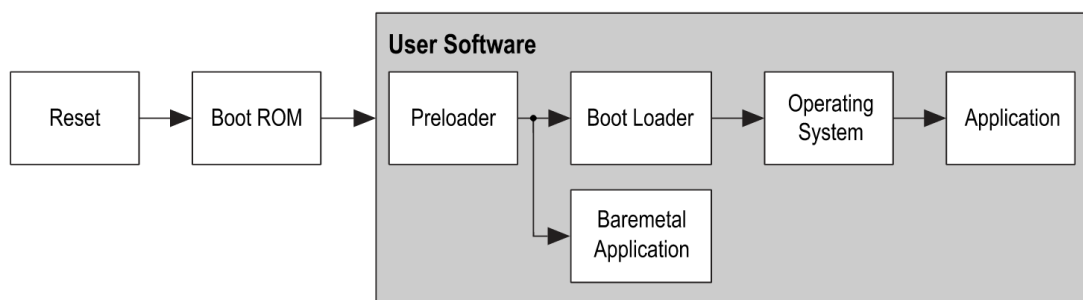 User Software
Reset
Boot ROM
Preloader
Boot Loader
Operating
System
Application
Baremetal
Application